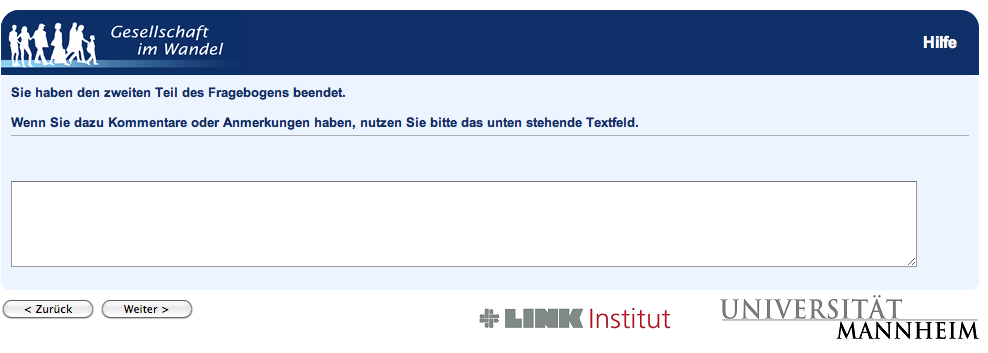 Gesellschaft
im Wandel
Hilfe
Sie haben den zweiten Teil des Fragebogens beendet.
Wenn Sie dazu Kommentare oder Anmerkungen haben, nutzen Sie bitte das unten stehende Textfeld.
< Zurück
Weiter >
LINK Institut
UNIVERSITÄT
MANNHEIM